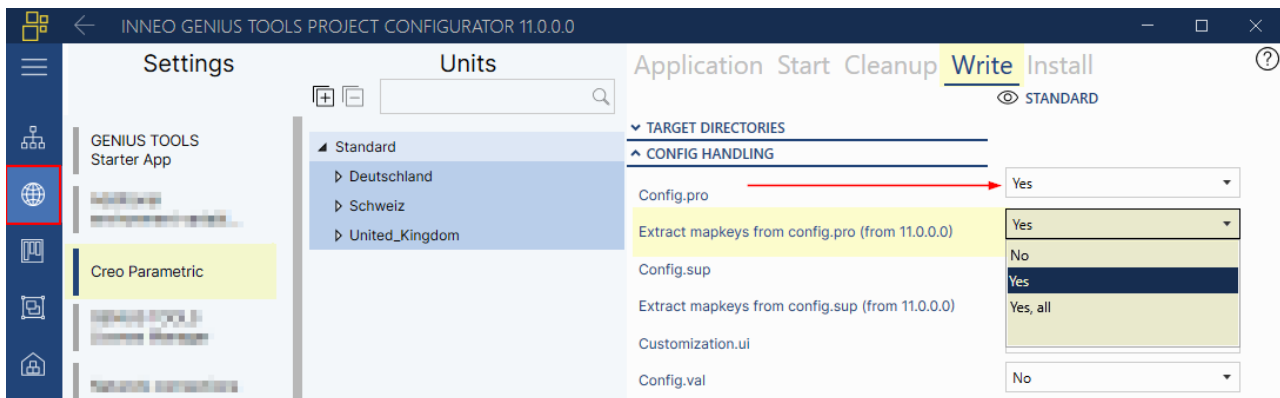 INNEO GENIUS TOOLS PROJECT CONFIGURATOR 11.0.0.0
Settings
GENIUS TOOLS
Starter App
Creo Parametric
Units
Standard
Deutschland
Schweiz
United_Kingdom
Application Start Cleanup Write Install
STANDARD
TARGET DIRECTORIES
CONFIG HANDLING
Config.pro
Yes
Extract mapkeys from config.pro (from 11.0.0.0)
Yes
No
Yes
Yes, all
Config.sup
Extract mapkeys from config.sup (from 11.0.0.0)
Customization.ui
Config.val
No